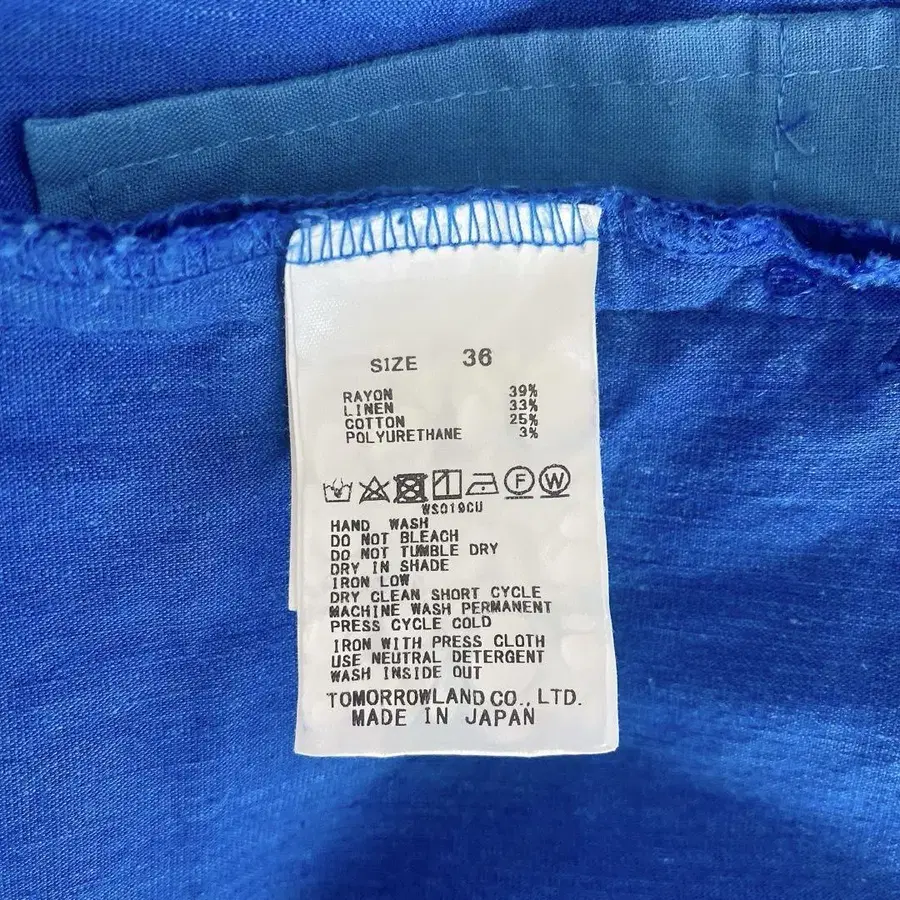 SIZE 36
RAYON 39%
LINEN 33%
COTTON 25%
POLYURETHANE 3%
F W
WS019CU
HAND WASH
DO NOT BLEACH
DO NOT TUMBLE DRY
DRY IN SHADE
IRON LOW
DRY CLEAN SHORT CYCLE
MACHINE WASH PERMANENT
PRESS CYCLE COLD
IRON WITH PRESS CLOTH
USE NEUTRAL DETERGENT
WASH INSIDE OUT
TOMORROWLAND CO., LTD.
MADE IN JAPAN